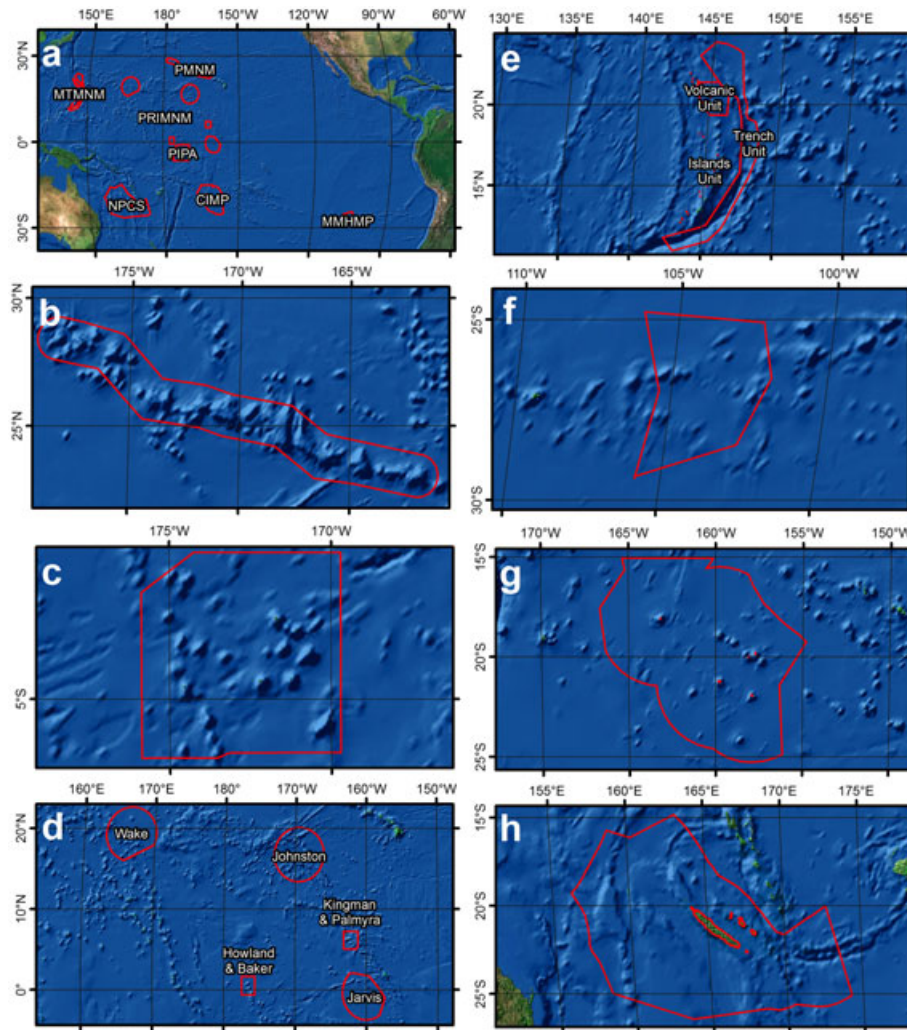 150°E 180° 150°W 120°W 90°W 60°W
30°N
0°
30°S
a
PMNM
MTMNM
PRIMNM
PIPA
NPCS
CIMP
MMHMP
130°E 135°E 140°E 145°E 150°E 155°E
20°N
15°N
e
Volcanic
Unit
Trench
Unit
Islands
Unit
175°W 170°W 165°W
30°N
25°N
b
110°W 105°W 100°W
25°S
30°S
f
175°W 170°W
5°S
c
170°W 165°W 160°W 155°W 150°W
15°S
20°S
25°S
g
160°E 170°E 180° 170°W 160°W 150°W
20°N
10°N
0°
d
Wake
Johnston
Kingman
& Palmyra
Howland
& Baker
Jarvis
155°E 160°E 165°E 170°E 175°E
15°S
20°S
25°S
h